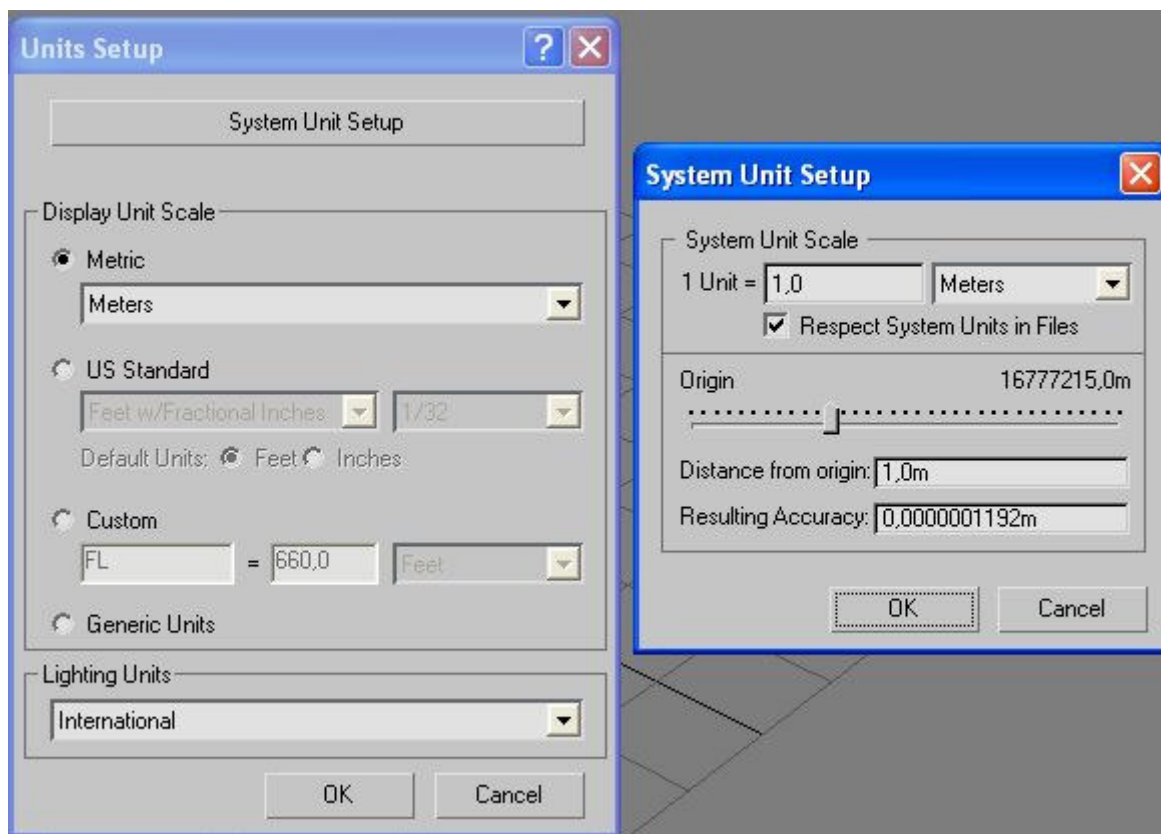 Units Setup
System Unit Setup
Display Unit Scale
Metric
Meters
US Standard
Feet w/Fractional Inches 1/32
Default Units: Feet Inches
Custom
FL = 660,0 Feet
Generic Units
Lighting Units
International
OK Cancel
System Unit Setup
System Unit Scale
1 Unit = 1,0 Meters
Respect System Units in Files
Origin 16777215,0m
Distance from origin: 1,0m
Resulting Accuracy: 0,0000001192m
OK Cancel